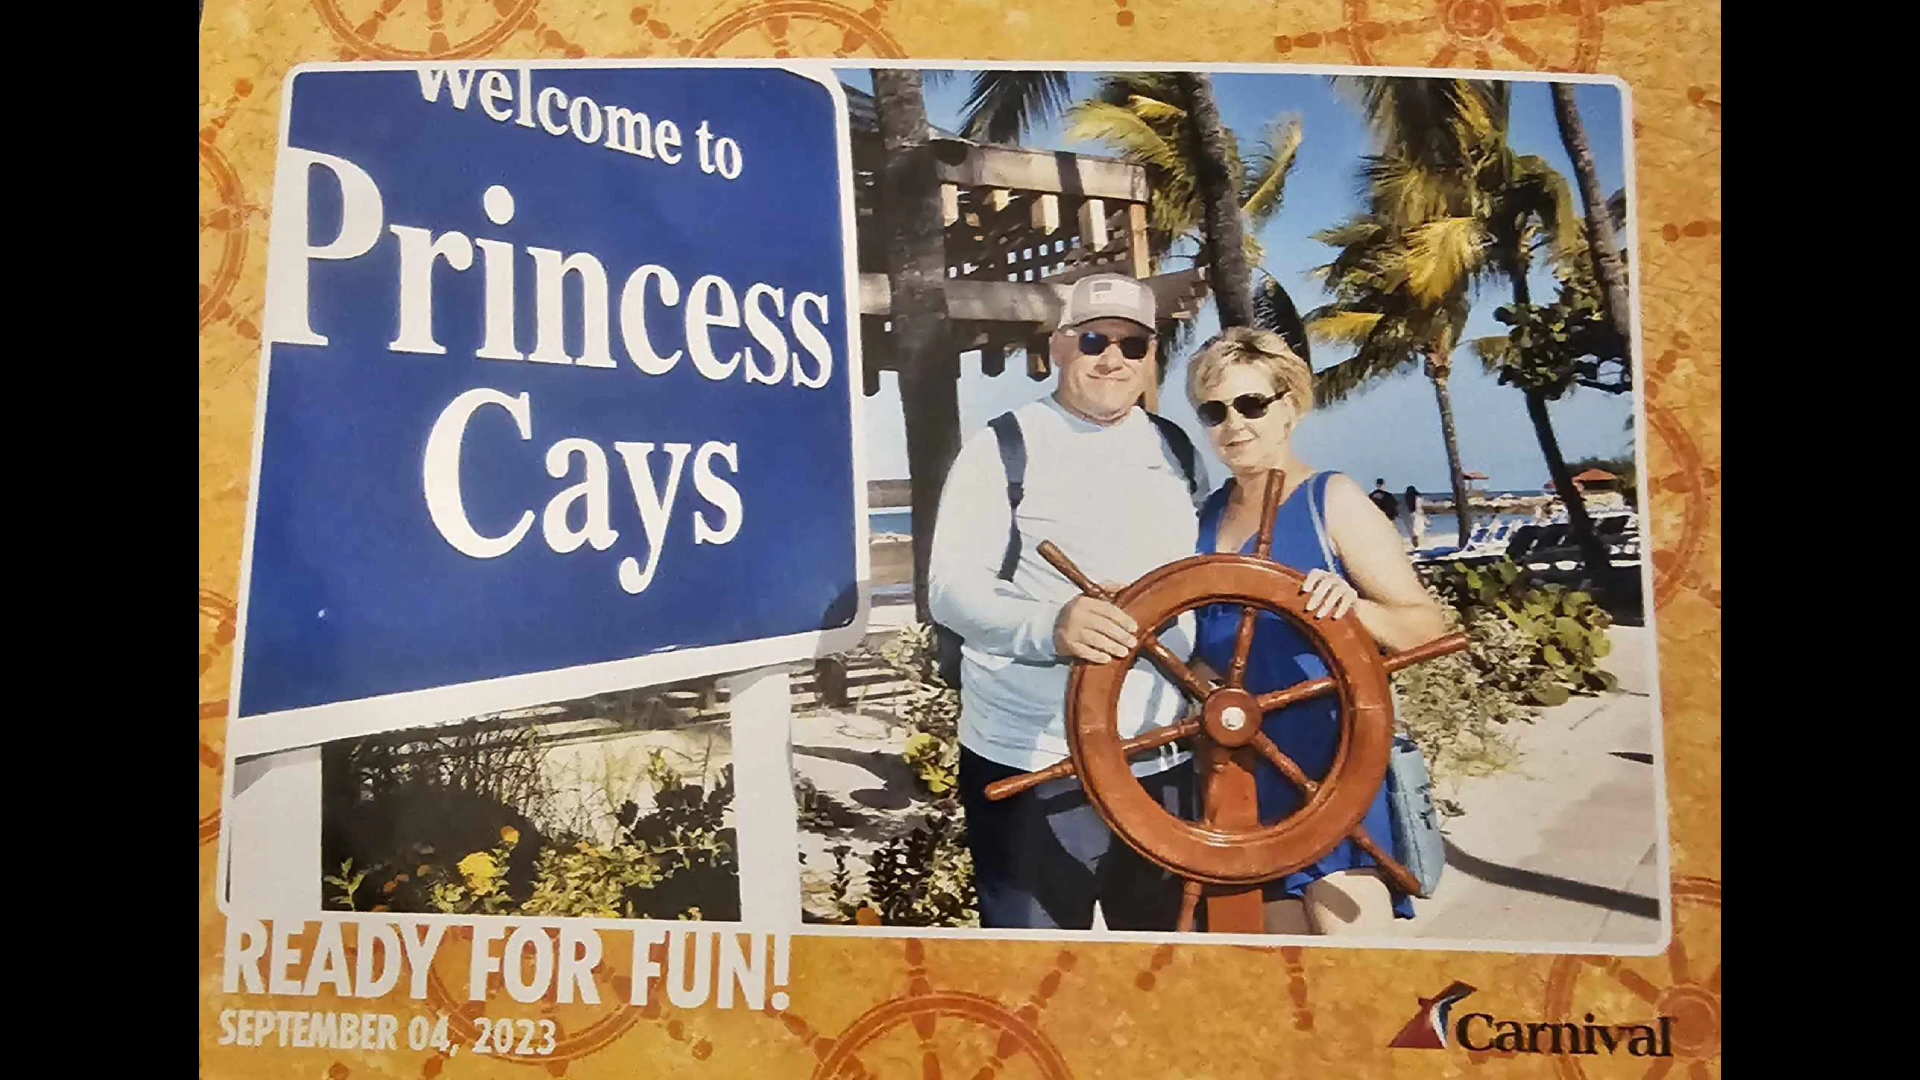 Welcome to
Princess
Cays
READY FOR FUN!
SEPTEMBER 04, 2023
Carnival